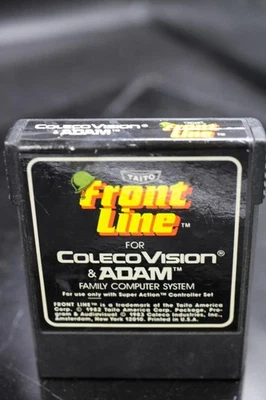 COLECOVISION®
& ADAM™
Front
Line™
TAITO
Front
Line™
FOR
COLECOVISION®
& ADAM™
FAMILY COMPUTER SYSTEM
For use only with Super Action™ Controller Set
FRONT LINE™ is a trademark of the Taito America
Corp. © 1982 Taito America Corp. Package, Pro-
gram & Audiovisual © 1983 Coleco Industries, Inc.,
Amsterdam, New York 12010. Printed in U.S.A.